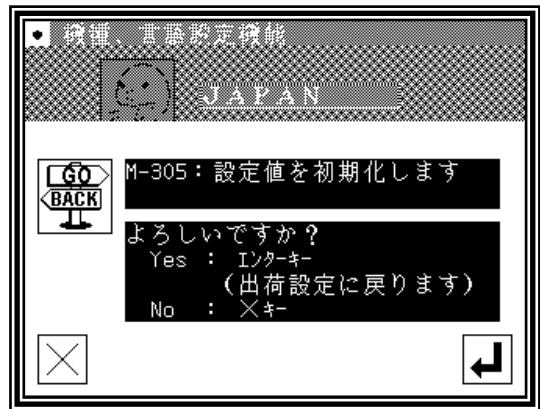 機種、言語設定機能
JAPAN
GO
BACK
M-305：設定値を初期化します
よろしいですか？
Yes ： ｴﾝﾀｰｷｰ
（出荷設定に戻ります）
No ： ╳ｷｰ